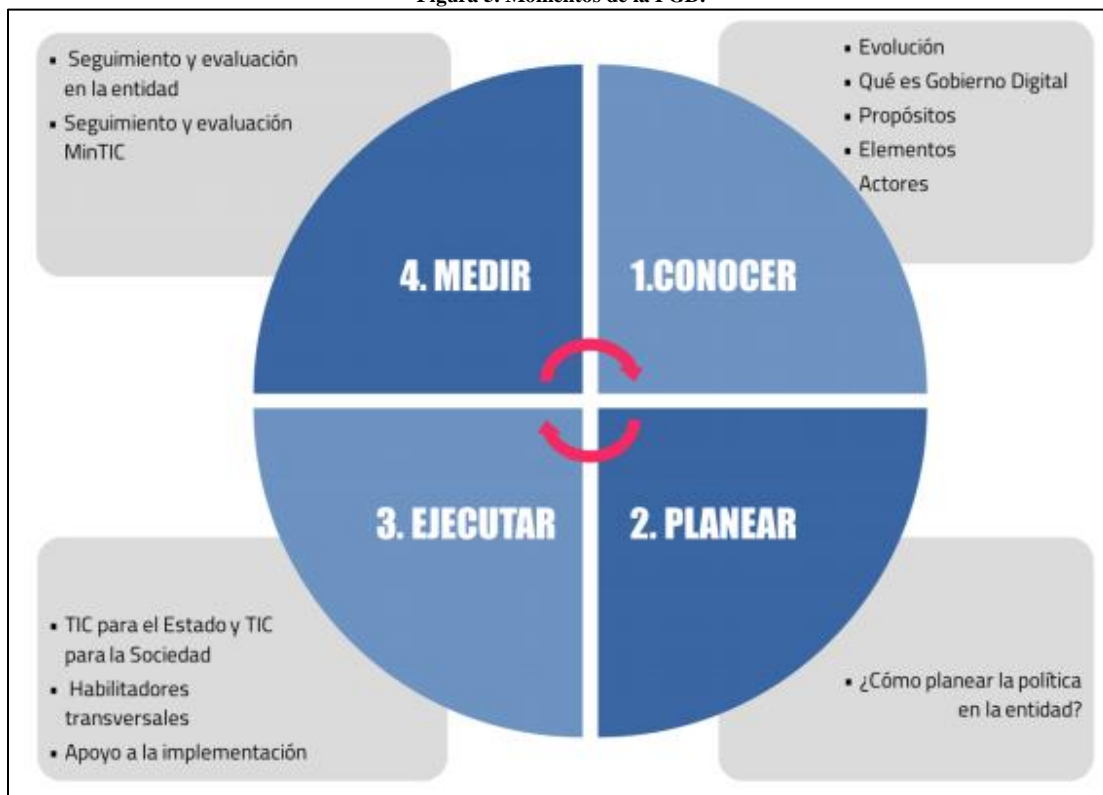 Figura 5. Momentos de la PGD.
▪ Seguimiento y evaluación
en la entidad
▪ Seguimiento y evaluación
MinTIC
▪ Evolución
▪ Qué es Gobierno Digital
▪ Propósitos
▪ Elementos
Actores
4. MEDIR
1.CONOCER
3. EJECUTAR
2. PLANEAR
▪ TIC para el Estado y TIC
para la Sociedad
▪ Habilitadores
transversales
▪ Apoyo a la implementación
▪ ¿Cómo planear la política
en la entidad?